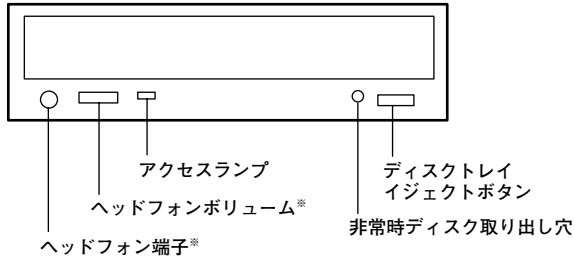 アクセスランプ
ヘッドフォンボリューム※
ヘッドフォン端子※
ディスクトレイ
イジェクトボタン
非常時ディスク取り出し穴